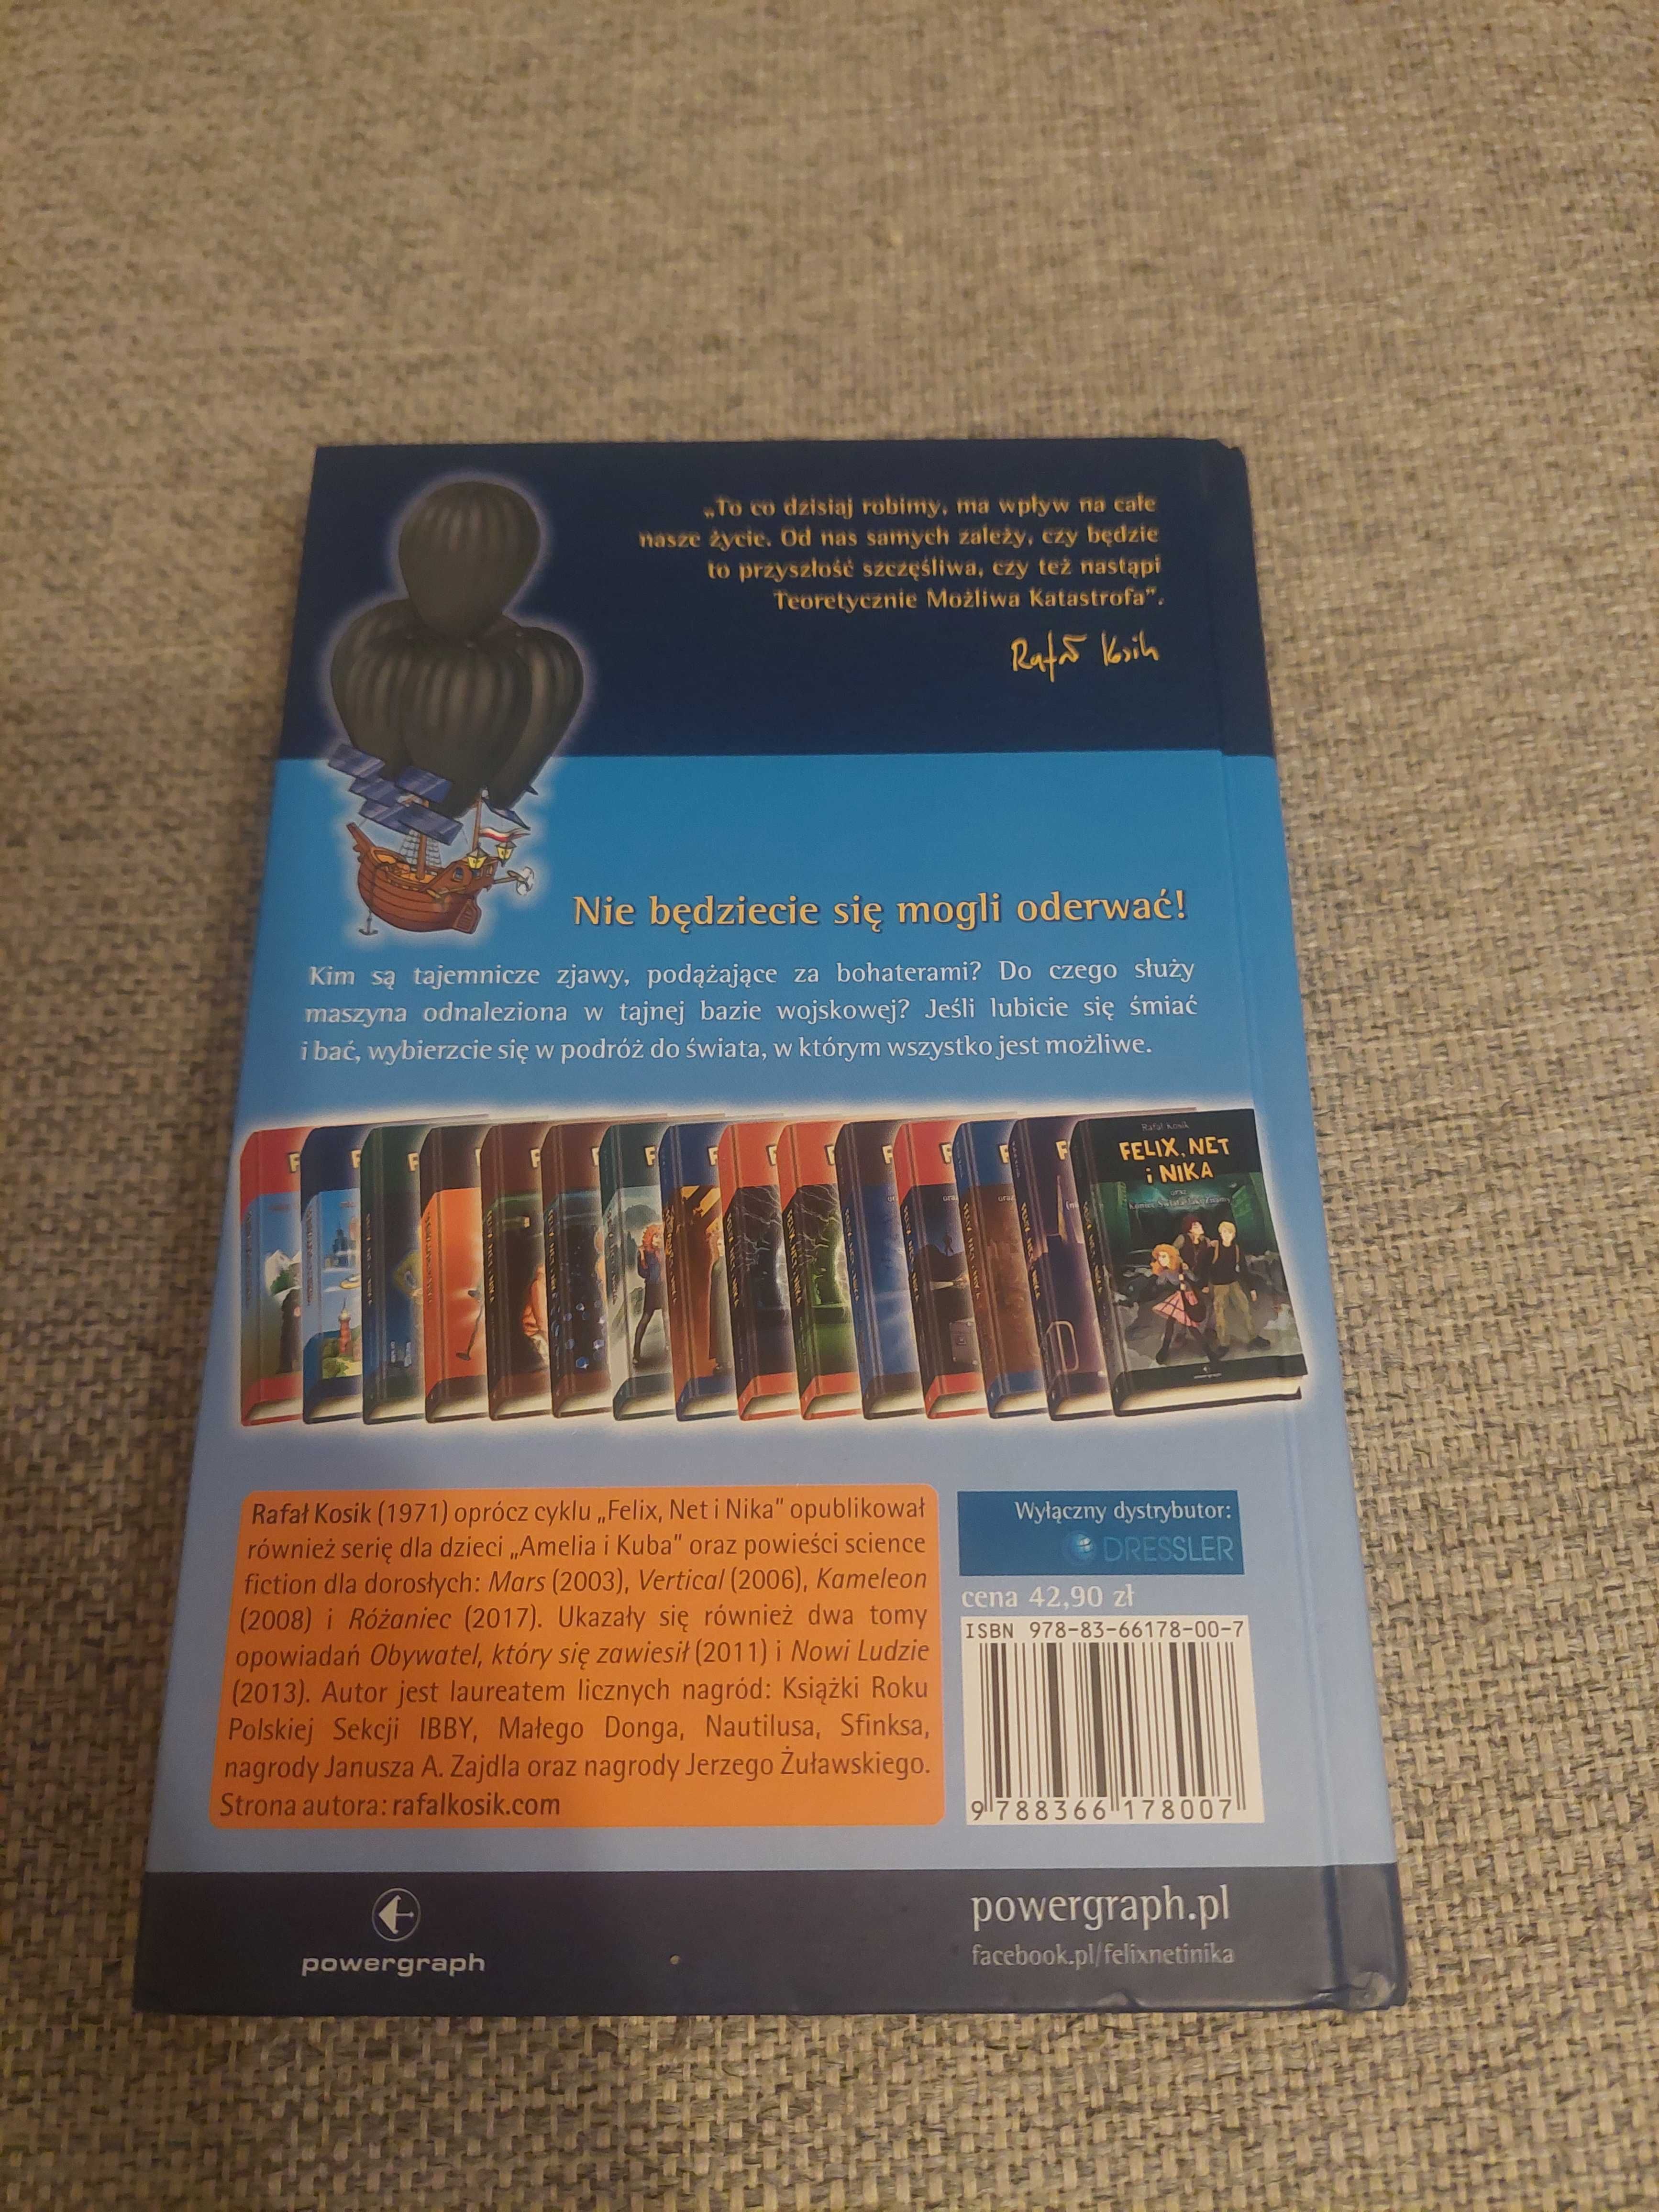 „To co dzisiaj robimy, ma wpływ na całe
nasze życie. Od nas samych zależy, czy będzie
to przyszłość szczęśliwa, czy też nastąpi
Teoretycznie Możliwa Katastrofa”.
Rafał Kosik
Nie będziecie się mogli oderwać!
Kim są tajemnicze zjawy, podążające za bohaterami? Do czego służy
maszyna odnaleziona w tajnej bazie wojskowej? Jeśli lubicie się śmiać
i bać, wybierzcie się w podróż do świata, w którym wszystko jest możliwe.
Rafał Kosik
FELIX, NET
i NIKA
oraz
Koniec Świata Jaki Znamy
powergraph
Rafał Kosik (1971) oprócz cyklu „Felix, Net i Nika” opublikował
również serię dla dzieci „Amelia i Kuba” oraz powieści science
fiction dla dorosłych: Mars (2003), Vertical (2006), Kameleon
(2008) i Różaniec (2017). Ukazały się również dwa tomy
opowiadań Obywatel, który się zawiesił (2011) i Nowi Ludzie
(2013). Autor jest laureatem licznych nagród: Książki Roku
Polskiej Sekcji IBBY, Małego Donga, Nautilusa, Sfinksa,
nagrody Janusza A. Zajdla oraz nagrody Jerzego Żuławskiego.
Strona autora: rafalkosik.com
Wyłączny dystrybutor:
DRESSLER
cena 42,90 zł
ISBN 978-83-66178-00-7
9 788366 178007
powergraph
powergraph.pl
facebook.pl/felixnetinika